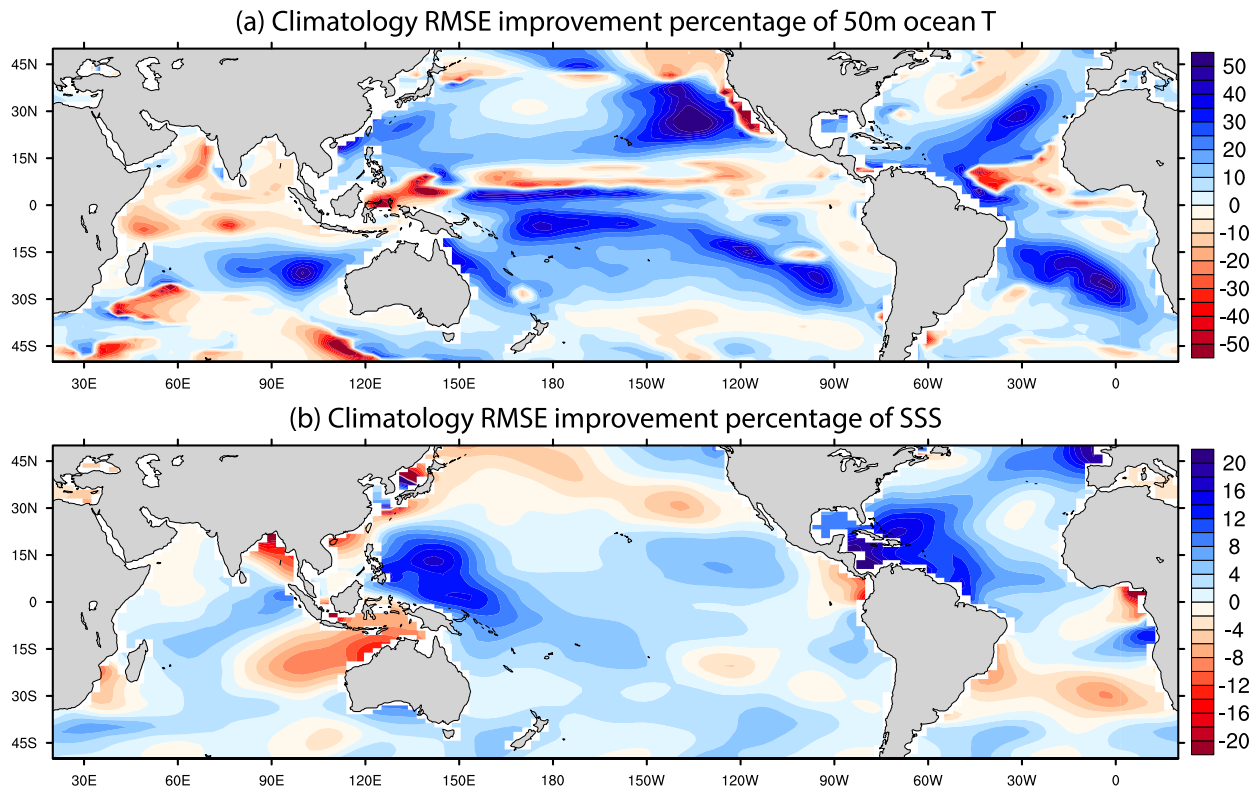 (a) Climatology RMSE improvement percentage of 50m ocean T
45N
30N
15N
0
15S
30S
45S
30E 60E 90E 120E 150E 180E 150W 120W 90W 60W 30W 0
50
40
30
20
10
0
-10
-20
-30
-40
-50
(b) Climatology RMSE improvement percentage of SSS
45N
30N
15N
0
15S
30S
45S
30E 60E 90E 120E 150E 180E 150W 120W 90W 60W 30W 0
20
16
12
8
4
0
-4
-8
-12
-16
-20